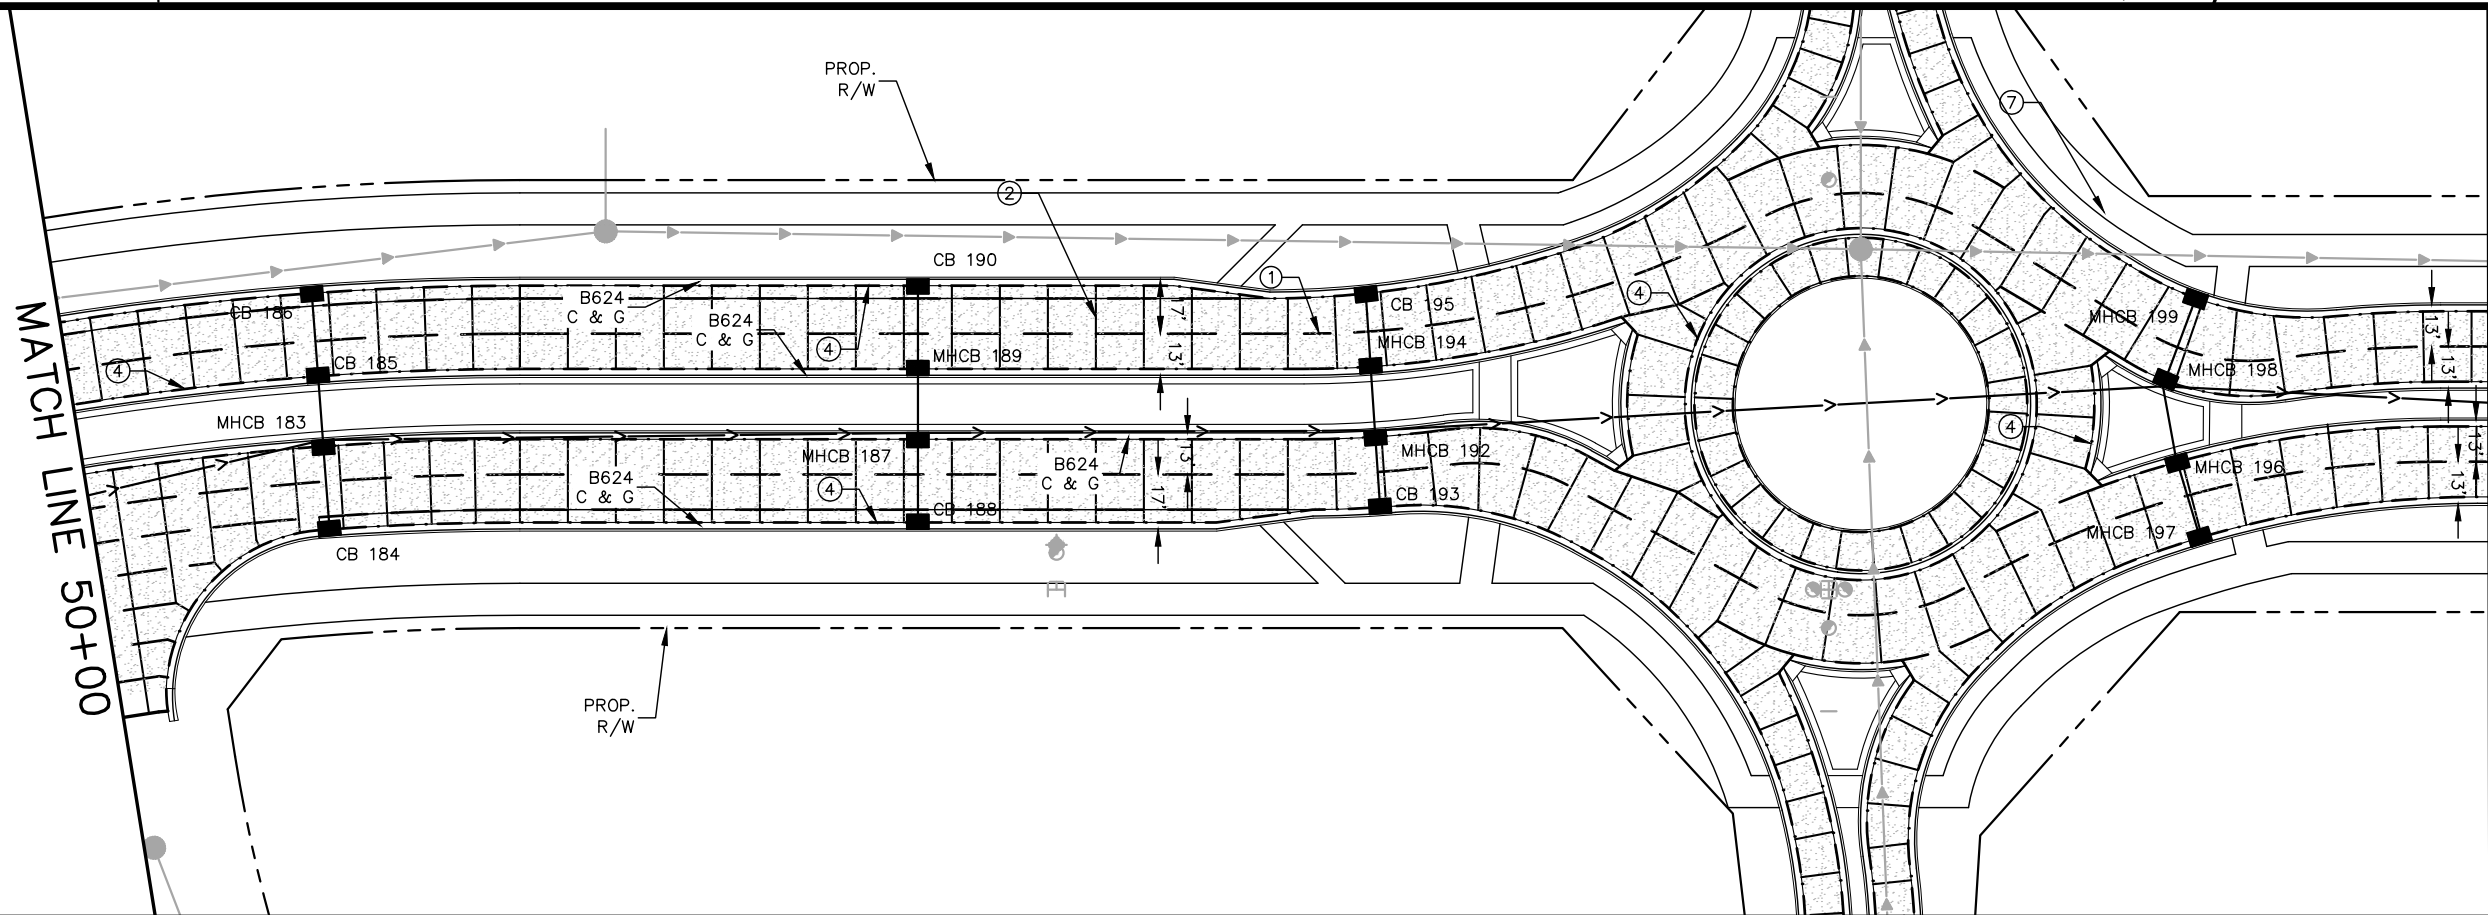 PROP.
R/W
7
2
CB 190
1
B624
C & G
B624
C & G
4
17'
13'
CB 195
MHCB 194
4
MHCB 199
13'
13'
MHCB 198
CB 186
CB 185
4
MHCB 189
MATCH LINE 50+00
MHCB 183
MHCB 187
B624
C & G
4
CB 188
B624
C & G
13'
17'
MHCB 192
CB 193
4
MHCB 196
MHCB 197
13'
13'
CB 184
PROP.
R/W